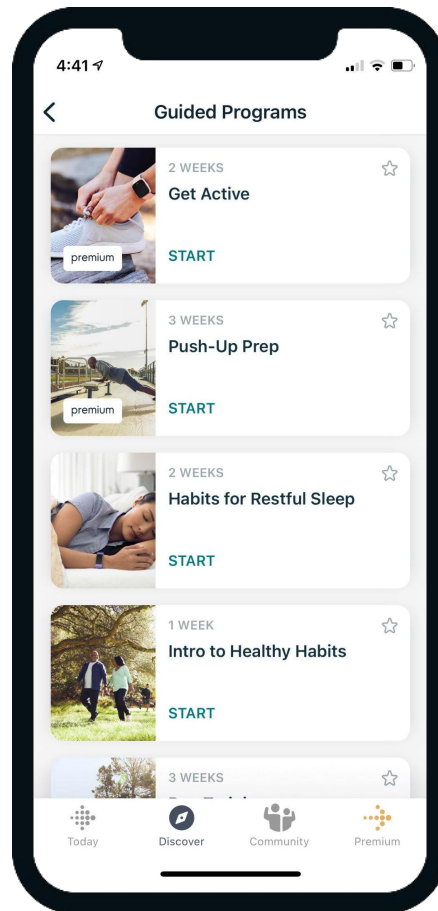 4:41
Guided Programs
2 WEEKS
Get Active
premium
START
3 WEEKS
Push-Up Prep
premium
START
2 WEEKS
Habits for Restful Sleep
START
1 WEEK
Intro to Healthy Habits
START
3 WEEKS
Today
Discover
Community
Premium